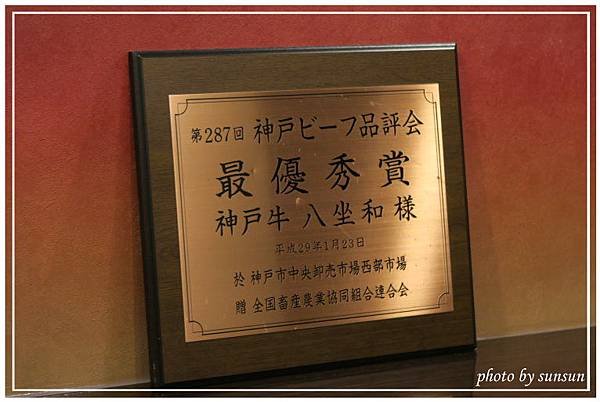 第287回 神戸ビーフ品評会
最優秀賞
神戸牛 八坐和 様
平成29年1月23日
於 神戸市中央卸売市場西部市場
贈 全国畜産農業協同組合連合会
photo by sunsun